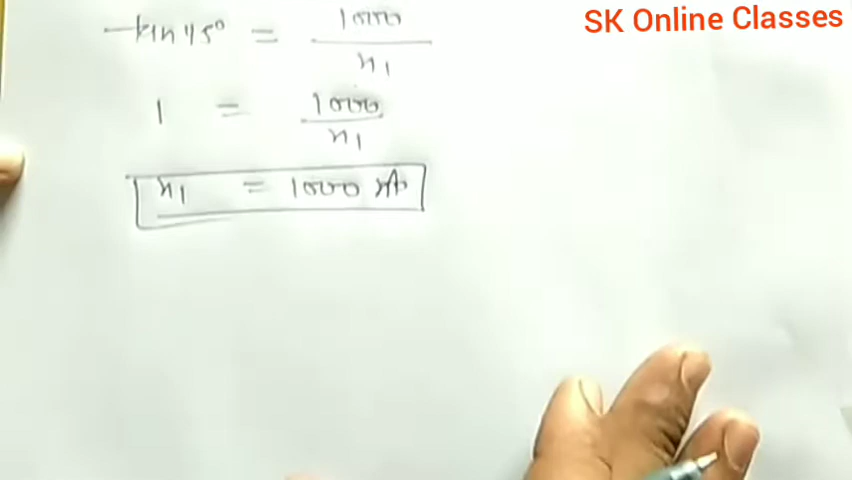 SK Online Classes
tan 45° = 1000 / x₁
1 = 1000 / x₁
x₁ = 1000